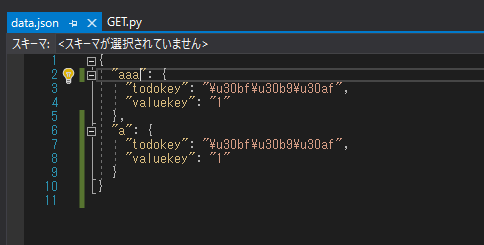 data.json GET.py
スキーマ: <スキーマが選択されていません>
1 {
2 "aaa": {
3 "todokey": "¥u30bf¥u30b9¥u30af",
4 "valuekey": "1"
5 },
6 "a": {
7 "todokey": "¥u30bf¥u30b9¥u30af",
8 "valuekey": "1"
9 }
10 }
11